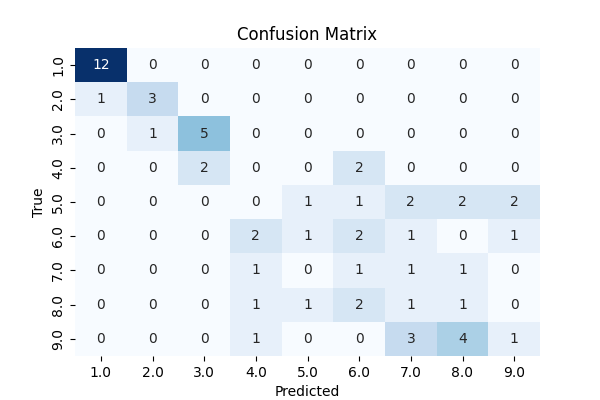 Confusion Matrix
True
1.0 12 0 0 0 0 0 0 0 0
2.0 1 3 0 0 0 0 0 0 0
3.0 0 1 5 0 0 0 0 0 0
4.0 0 0 2 0 0 2 0 0 0
5.0 0 0 0 0 1 1 2 2 2
6.0 0 0 0 2 1 2 1 0 1
7.0 0 0 0 1 0 1 1 1 0
8.0 0 0 0 1 1 2 1 1 0
9.0 0 0 0 1 0 0 3 4 1
1.0 2.0 3.0 4.0 5.0 6.0 7.0 8.0 9.0
Predicted